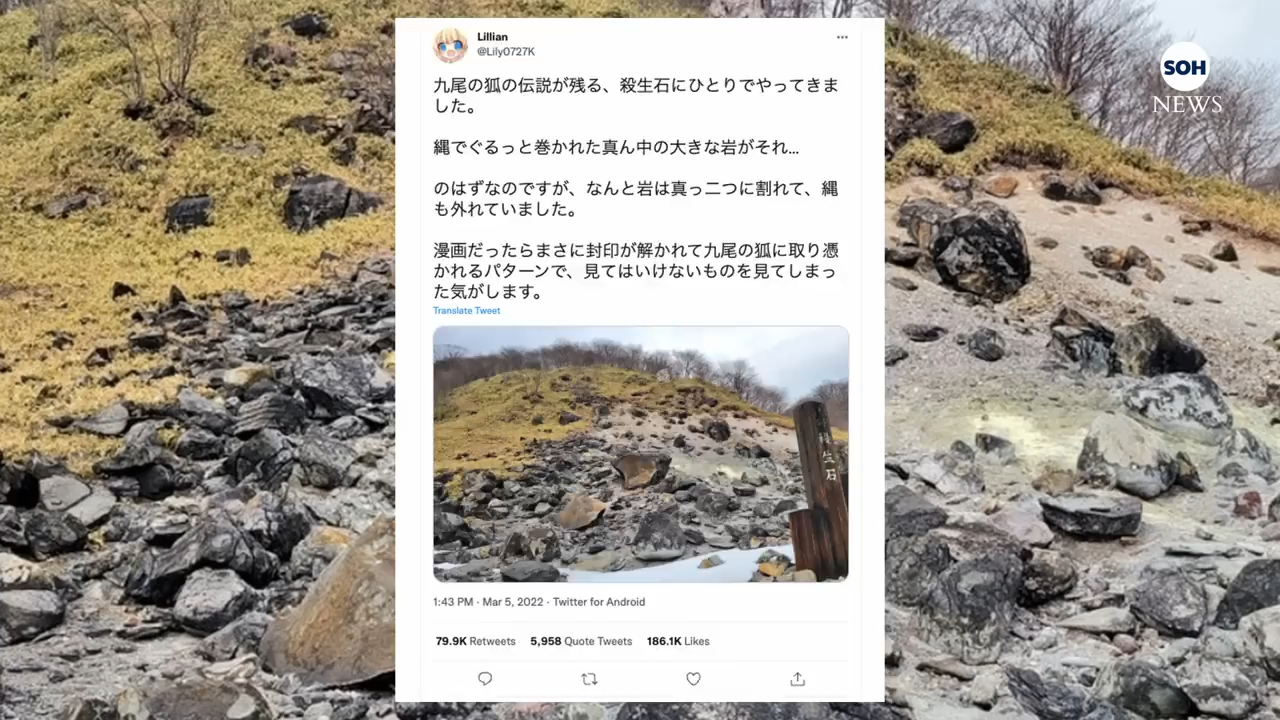 Lillian
@Lily0727K
九尾の狐の伝説が残る、殺生石にひとりでやってきま
した。
縄でぐるっと巻かれた真ん中の大きな岩がそれ...
のはずなのですが、なんと岩は真っ二つに割れて、縄
も外れていました。
漫画だったらまさに封印が解かれて九尾の狐に取り憑
かれるパターンで、見てはいけないものを見てしまっ
た気がします。
Translate Tweet
殺生石
1:43 PM · Mar 5, 2022 · Twitter for Android
79.9K Retweets 5,958 Quote Tweets 186.1K Likes
SOH
NEWS